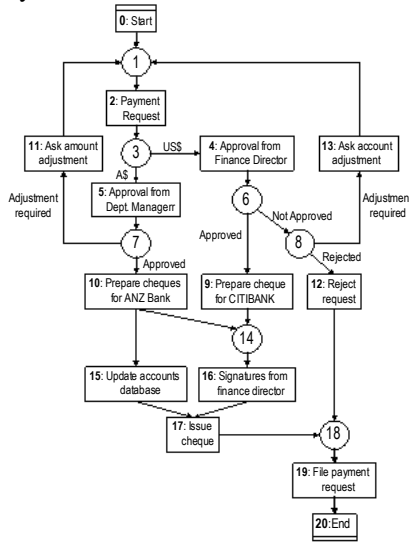 0: Start
1
2: Payment
Request
11: Ask amount
adjustment
3
US$
4: Approval from
Finance Director
13: Ask account
adjustment
A$
5: Approval from
Dept. Managerr
6
Adjustment
required
Not Approved
Adjustmen
required
7
Approved
8
Approved
Rejected
10: Prepare cheques
for ANZ Bank
9: Prepare cheque
for CITIBANK
12: Reject
request
14
15: Update accounts
database
16: Signatures from
finance director
17: Issue
cheque
18
19: File payment
request
20:End